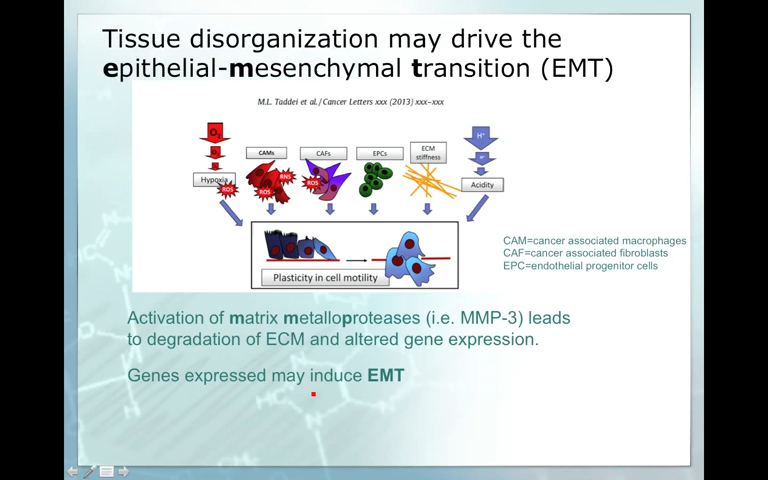 Tissue disorganization may drive the
epithelial-mesenchymal transition (EMT)
M.L. Taddei et al. / Cancer Letters xxx (2013) xxx–xxx
O₂
O₂
Hypoxia
ROS
CAMs
RNS
ROS
CAFs
ROS
EPCs
ECM
stiffness
H⁺
H⁺
Acidity
Plasticity in cell motility
CAM=cancer associated macrophages
CAF=cancer associated fibroblasts
EPC=endothelial progenitor cells
Activation of matrix metalloproteases (i.e. MMP-3) leads
to degradation of ECM and altered gene expression.
Genes expressed may induce EMT